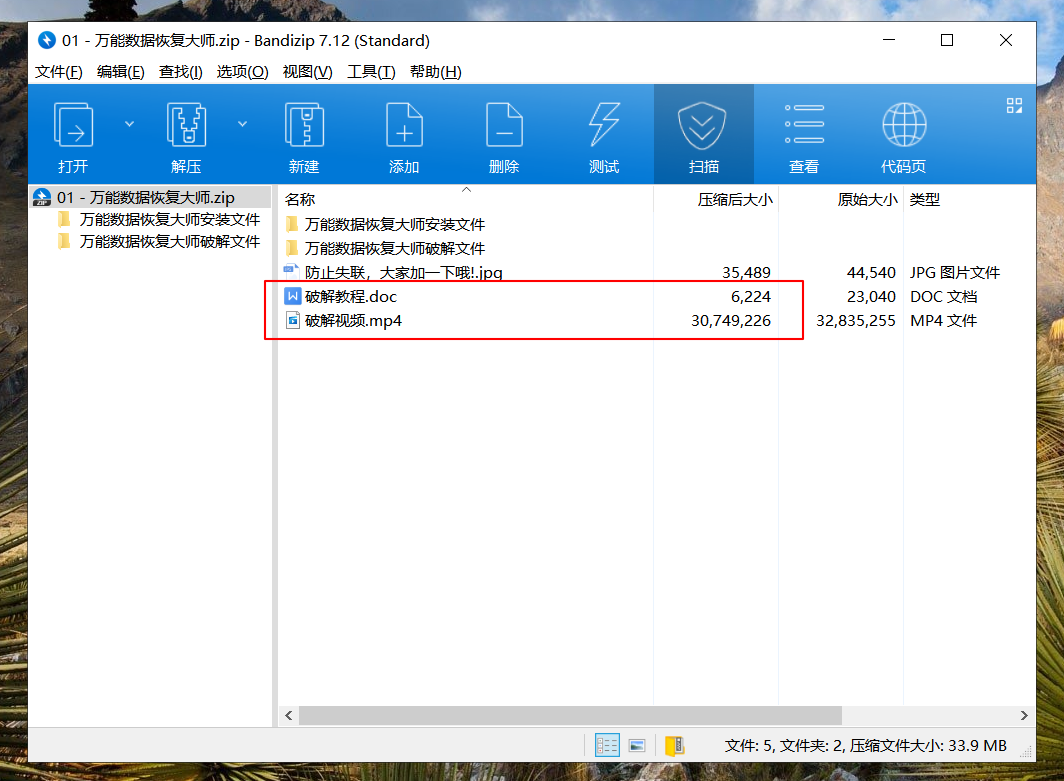 01 - 万能数据恢复大师.zip - Bandizip 7.12 (Standard)
文件(F) 编辑(E) 查找(I) 选项(O) 视图(V) 工具(T) 帮助(H)
打开 解压 新建 添加 删除 测试 扫描 查看 代码页
01 - 万能数据恢复大师.zip
万能数据恢复大师安装文件
万能数据恢复大师破解文件
名称 压缩后大小 原始大小 类型
万能数据恢复大师安装文件
万能数据恢复大师破解文件
防止失联，大家加一下哦!.jpg 35,489 44,540 JPG 图片文件
破解教程.doc 6,224 23,040 DOC 文档
破解视频.mp4 30,749,226 32,835,255 MP4 文件
文件: 5, 文件夹: 2, 压缩文件大小: 33.9 MB